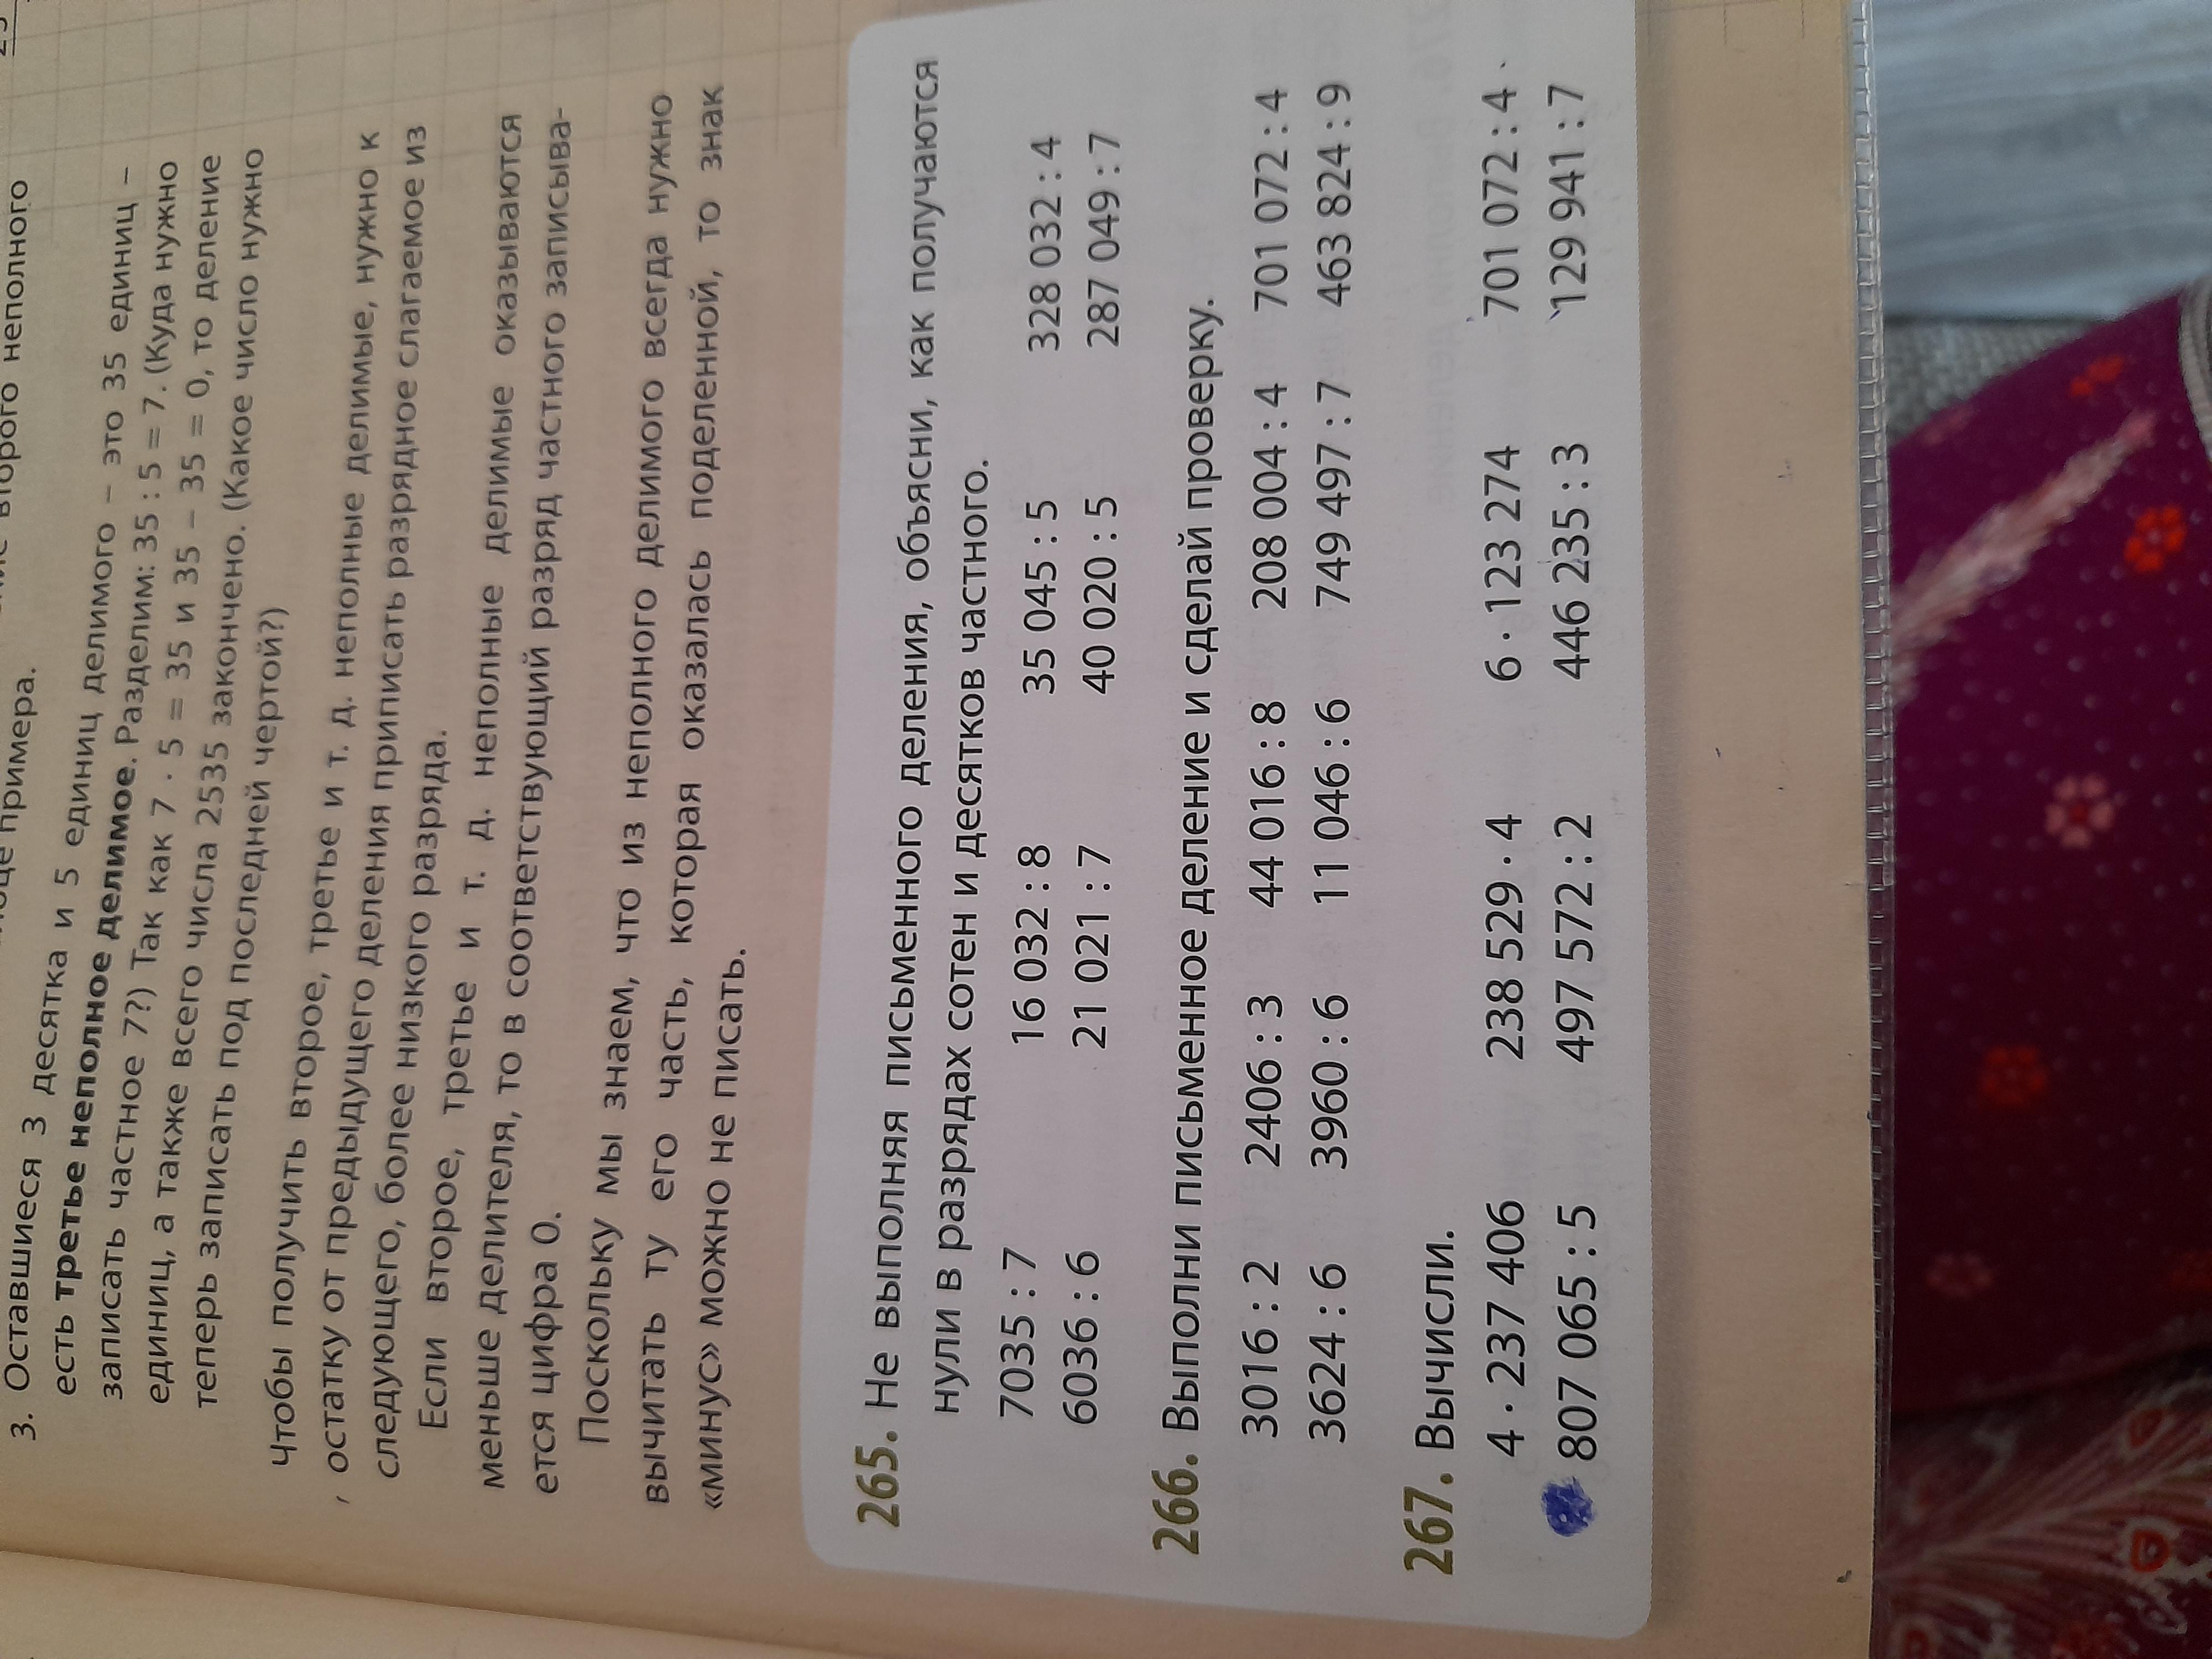 второго неполного
примера.
3. Оставшиеся 3 десятка и 5 единиц делимого – это 35 единиц –
есть третье неполное делимое. Разделим: 35 : 5 = 7. (Куда нужно
записать частное 7?) Так как 7 · 5 = 35 и 35 – 35 = 0, то деление
единиц, а также всего числа 2535 закончено. (Какое число нужно
теперь записать под последней чертой?)
Чтобы получить второе, третье и т. д. неполные делимые, нужно к
остатку от предыдущего деления приписать разрядное слагаемое из
следующего, более низкого разряда.
Если второе, третье и т. д. неполные делимые оказываются
меньше делителя, то в соответствующий разряд частного записыва-
ется цифра 0.
Поскольку мы знаем, что из неполного делимого всегда нужно
вычитать ту его часть, которая оказалась поделенной, то знак
«минус» можно не писать.
265. Не выполняя письменного деления, объясни, как получаются
нули в разрядах сотен и десятков частного.
7035 : 7 16 032 : 8 35 045 : 5 328 032 : 4
6036 : 6 21 021 : 7 40 020 : 5 287 049 : 7
266. Выполни письменное деление и сделай проверку.
3016 : 2 2406 : 3 44 016 : 8 208 004 : 4 701 072 : 4
3624 : 6 3960 : 6 11 046 : 6 749 497 : 7 463 824 : 9
267. Вычисли.
4 · 237 406 238 529 · 4 6 · 123 274 701 072 : 4
807 065 : 5 497 572 : 2 446 235 : 3 129 941 : 7